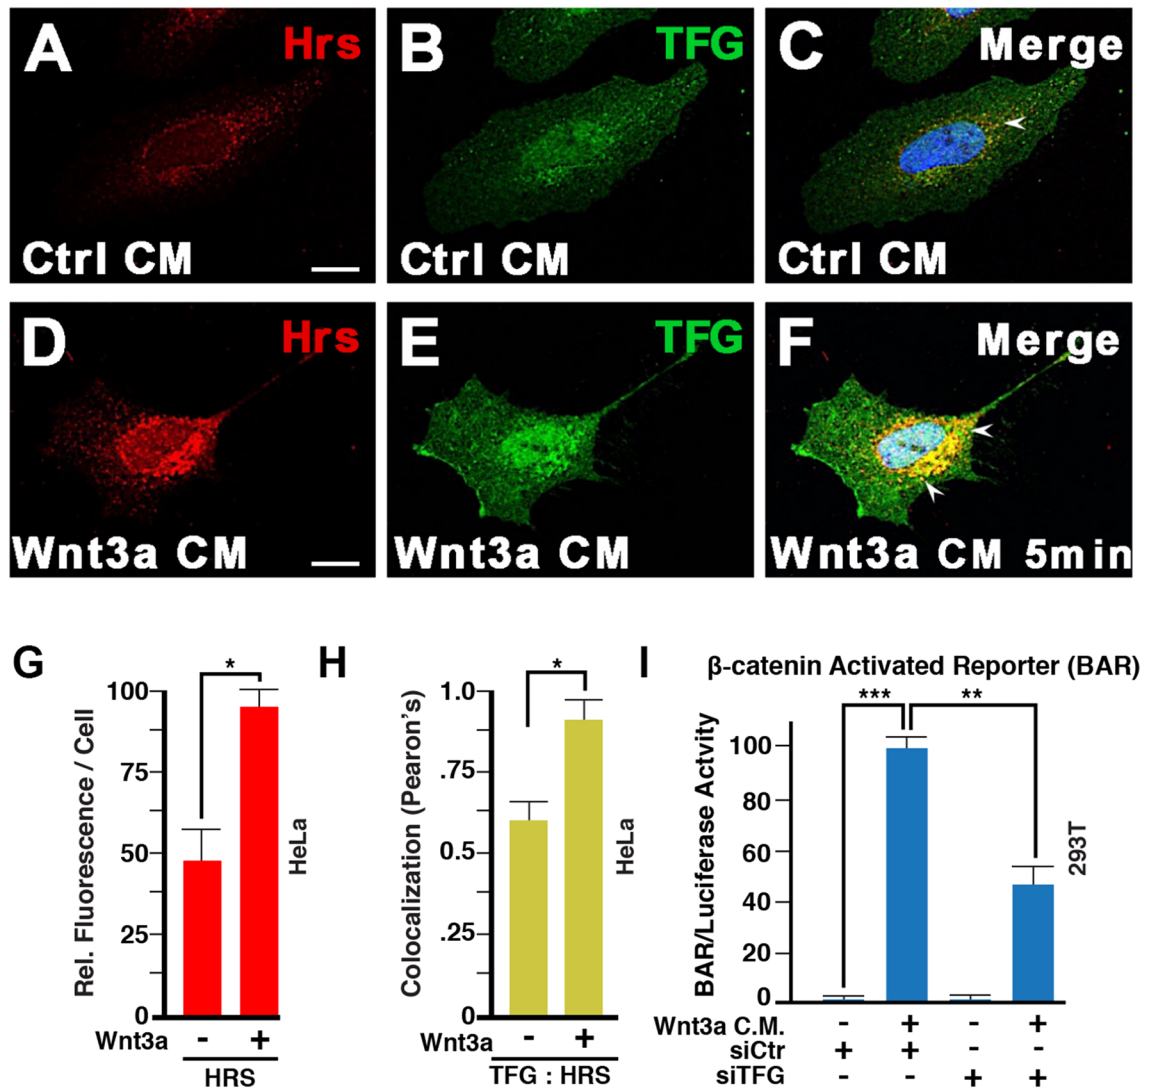 A Hrs
B TFG
C Merge
Ctrl CM
Ctrl CM
Ctrl CM
D Hrs
E TFG
F Merge
Wnt3a CM
Wnt3a CM
Wnt3a CM 5min
G
*
Rel. Fluorescence / Cell
100
75
50
25
0
HeLa
Wnt3a - +
HRS
H
*
Colocalization (Pearon's)
1.0
.75
0.5
.25
0
HeLa
Wnt3a - +
TFG : HRS
I
β-catenin Activated Reporter (BAR)
*** **
BAR/Luciferase Actvity
100
80
60
40
20
0
293T
Wnt3a C.M. - + - +
siCtr + + - -
siTFG - - + +